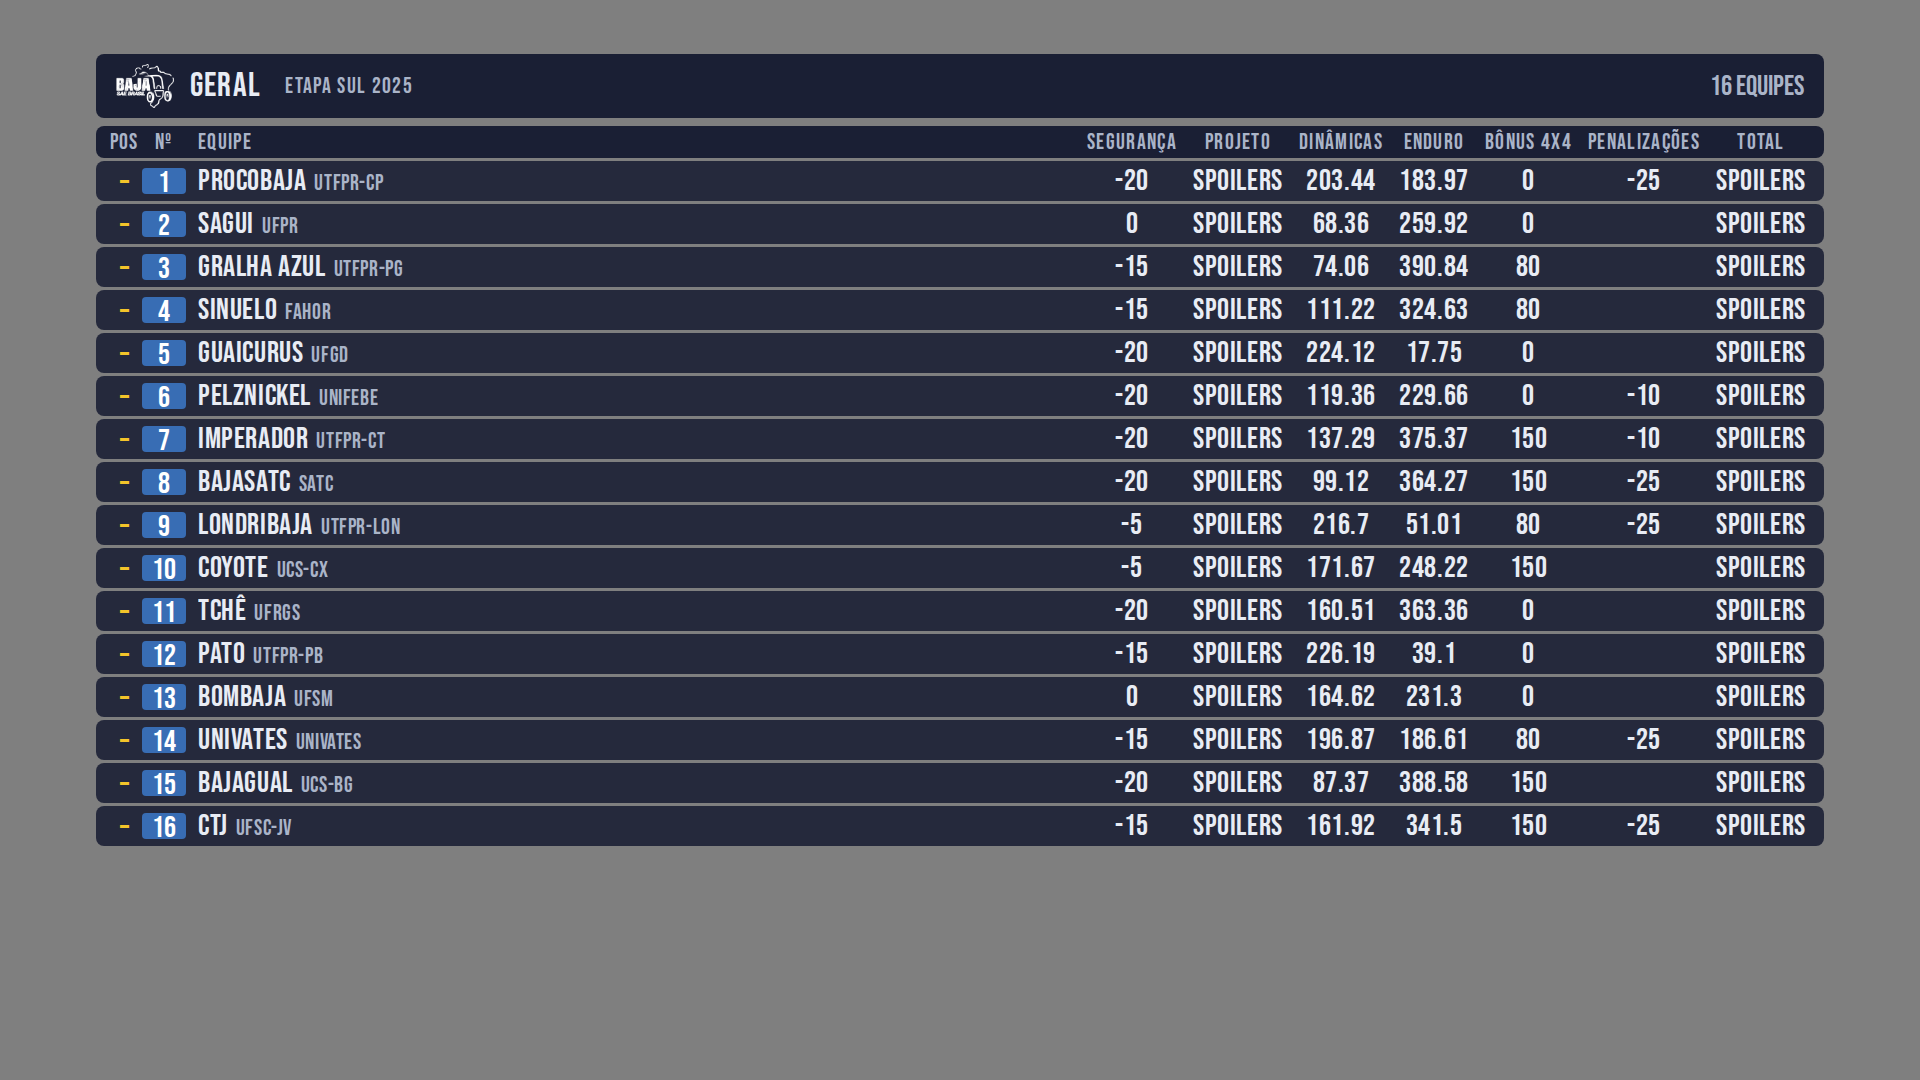 BAJA SAE BRASIL GERAL ETAPA SUL 2025 16 EQUIPES
POS Nº EQUIPE SEGURANÇA PROJETO DINÂMICAS ENDURO BÔNUS 4X4 PENALIZAÇÕES TOTAL
– 1 PROCOBAJA UTFPR-CP -20 SPOILERS 203.44 183.97 0 -25 SPOILERS
– 2 SAGUI UFPR 0 SPOILERS 68.36 259.92 0 SPOILERS
– 3 GRALHA AZUL UTFPR-PG -15 SPOILERS 74.06 390.84 80 SPOILERS
– 4 SINUELO FAHOR -15 SPOILERS 111.22 324.63 80 SPOILERS
– 5 GUAICURUS UFGD -20 SPOILERS 224.12 17.75 0 SPOILERS
– 6 PELZNICKEL UNIFEBE -20 SPOILERS 119.36 229.66 0 -10 SPOILERS
– 7 IMPERADOR UTFPR-CT -20 SPOILERS 137.29 375.37 150 -10 SPOILERS
– 8 BAJASATC SATC -20 SPOILERS 99.12 364.27 150 -25 SPOILERS
– 9 LONDRIBAJA UTFPR-LON -5 SPOILERS 216.7 51.01 80 -25 SPOILERS
– 10 COYOTE UCS-CX -5 SPOILERS 171.67 248.22 150 SPOILERS
– 11 TCHÊ UFRGS -20 SPOILERS 160.51 363.36 0 SPOILERS
– 12 PATO UTFPR-PB -15 SPOILERS 226.19 39.1 0 SPOILERS
– 13 BOMBAJA UFSM 0 SPOILERS 164.62 231.3 0 SPOILERS
– 14 UNIVATES UNIVATES -15 SPOILERS 196.87 186.61 80 -25 SPOILERS
– 15 BAJAGUAL UCS-BG -20 SPOILERS 87.37 388.58 150 SPOILERS
– 16 CTJ UFSC-JV -15 SPOILERS 161.92 341.5 150 -25 SPOILERS